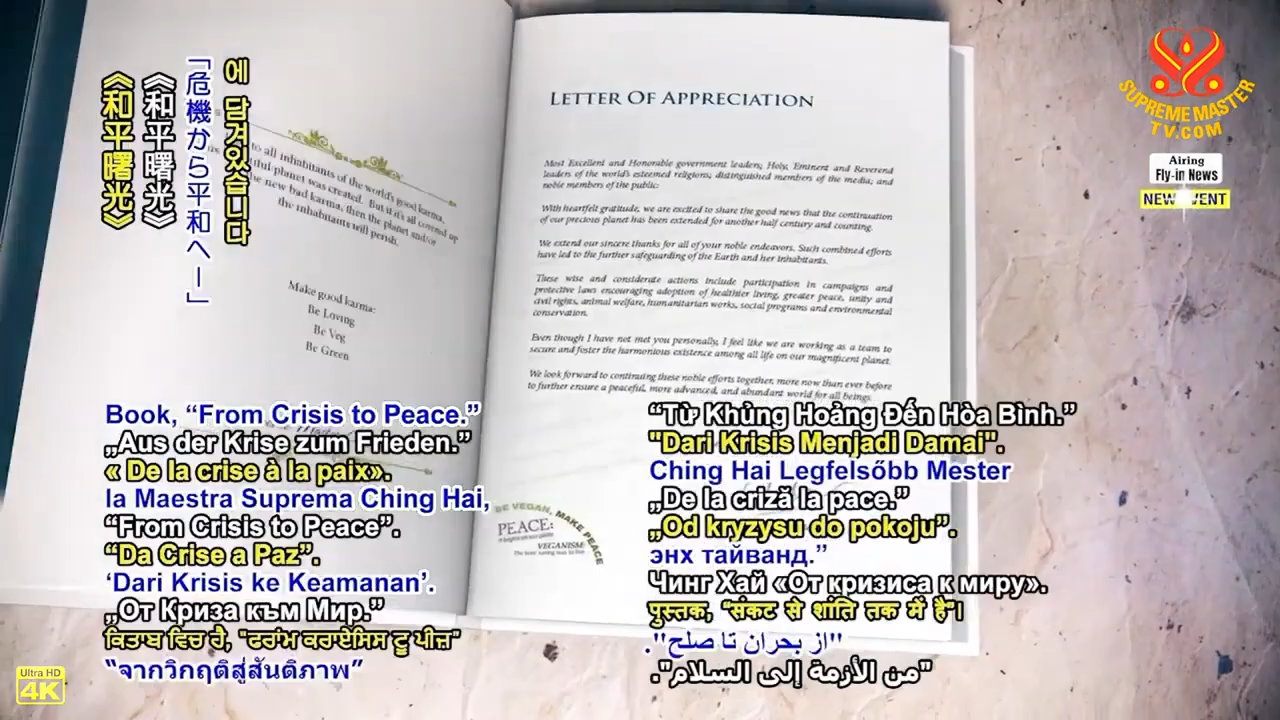 에 담겨있습니다
「危機から平和へ—」
《和平曙光》
《和平曙光》
to all inhabitants of the world's good karma,
planet was created. But if it's all covered up
new bad karma, then the planet and/or
the inhabitants will perish.
Make good karma:
Be Loving
Be Veg
Be Green
LETTER OF APPRECIATION
Most Excellent and Honorable government leaders; Holy, Eminent and Reverend
leaders of the world's esteemed religions; distinguished members of the media; and
noble members of the public:
With heartfelt gratitude, we are excited to share the good news that the continuation
of our precious planet has been extended for another half century and counting.
We extend our sincere thanks for all of your noble endeavors. Such combined efforts
have led to the further safeguarding of the Earth and her inhabitants.
These wise and considerate actions include participation in campaigns and
protective laws encouraging adoption of healthier living, greater peace, unity and
civil rights, animal welfare, humanitarian works, social programs and environmental
conservation.
Even though I have not met you personally, I feel like we are working as a team to
secure and foster the harmonious existence among all life on our magnificent planet.
We look forward to continuing these noble efforts together, more now than ever before
to further ensure a peaceful, more advanced, and abundant world for all beings.
BE VEGAN, MAKE PEACE
PEACE:
VEGANISM:
SUPREME MASTER
TV.COM
Airing
Fly-in News
NEW EVENT
Book, “From Crisis to Peace.”
„Aus der Krise zum Frieden.”
« De la crise à la paix».
la Maestra Suprema Ching Hai,
“From Crisis to Peace”.
“Da Crise a Paz”.
‘Dari Krisis ke Keamanan’.
„От Криза към Мир.”
ਕਿਤਾਬ ਵਿਚ ਹੈ, "ਫਰਾਂਮ ਕਰਾਏਸਿਸ ਟੂ ਪੀਜ਼"
“จากวิกฤติสู่สันติภาพ”
“Từ Khủng Hoảng Đến Hòa Bình.”
"Dari Krisis Menjadi Damai".
Ching Hai Legfelsőbb Mester
„De la criză la pace.”
„Od kryzysu do pokoju”.
энх тайванд.”
Чинг Хай «От кризиса к миру».
पुस्तक, “संकट से शांति तक में है”।
''از بحران تا صلح''.
"من الأزمة إلى السلام".
Ultra HD
4K